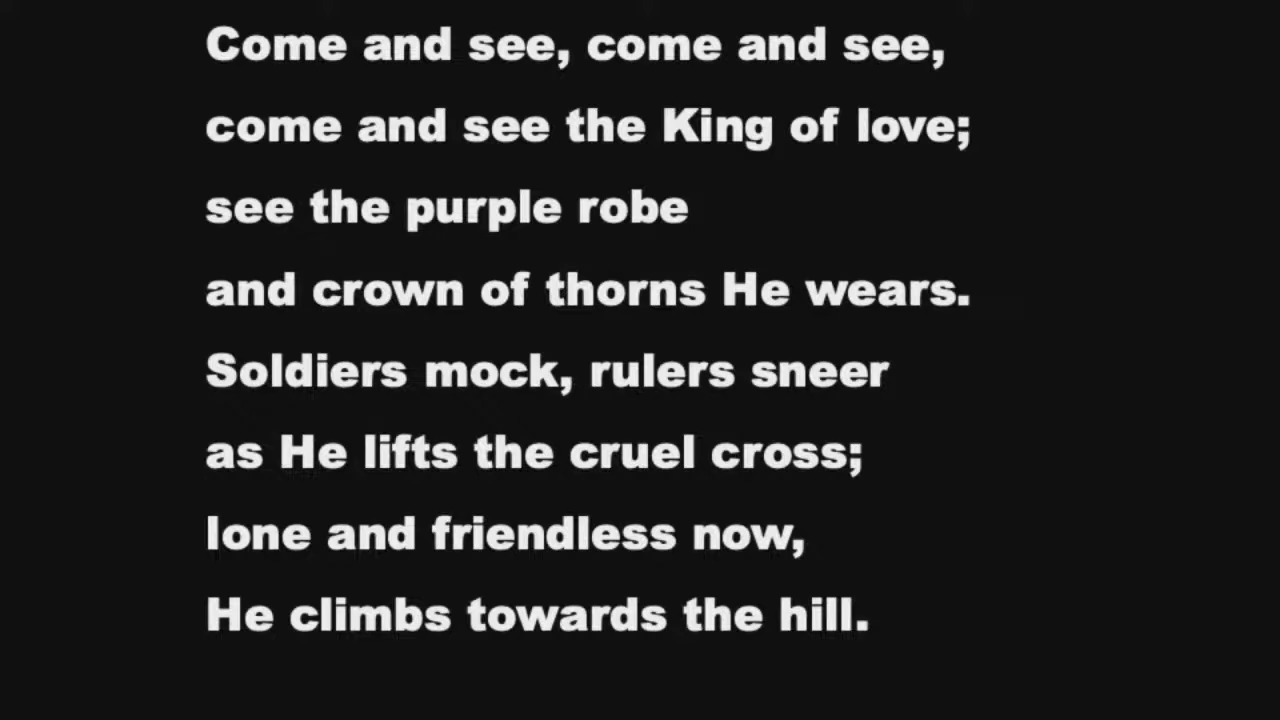 Come and see, come and see,
come and see the King of love;
see the purple robe
and crown of thorns He wears.
Soldiers mock, rulers sneer
as He lifts the cruel cross;
lone and friendless now,
He climbs towards the hill.